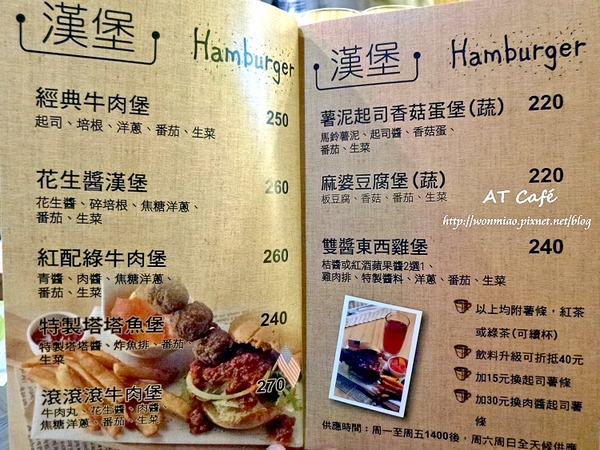 漢堡 Hamburger
經典牛肉堡 250
起司、培根、洋蔥、番茄、生菜
花生醬漢堡 260
花生醬、碎培根、焦糖洋蔥、
番茄、生菜
紅配綠牛肉堡 260
青醬、肉醬、焦糖洋蔥、
番茄、生菜
特製塔塔魚堡 240
特製塔塔醬、炸魚排、番茄、
生菜
滾滾滾牛肉堡 270
牛肉丸、花生醬、肉醬、
焦糖洋蔥、番茄、生菜
漢堡 Hamburger
薯泥起司香菇蛋堡(蔬) 220
馬鈴薯泥、起司醬、香菇蛋、
番茄、生菜
麻婆豆腐堡(蔬) 220
板豆腐、香菇、番茄、生菜
AT Café
http://wonmiao.pixnet.net/blog
雙醬東西雞堡 240
桔醬或紅酒蘋果醬2選1、
雞肉排、特製醬料、洋蔥、番茄、生菜
以上均附薯條，紅茶
或綠茶(可續杯)
飲料升級可折抵40元
加15元換起司薯條
加30元換肉醬起司薯
條
供應時間：周一至周五1400後，周六周日全天候供應